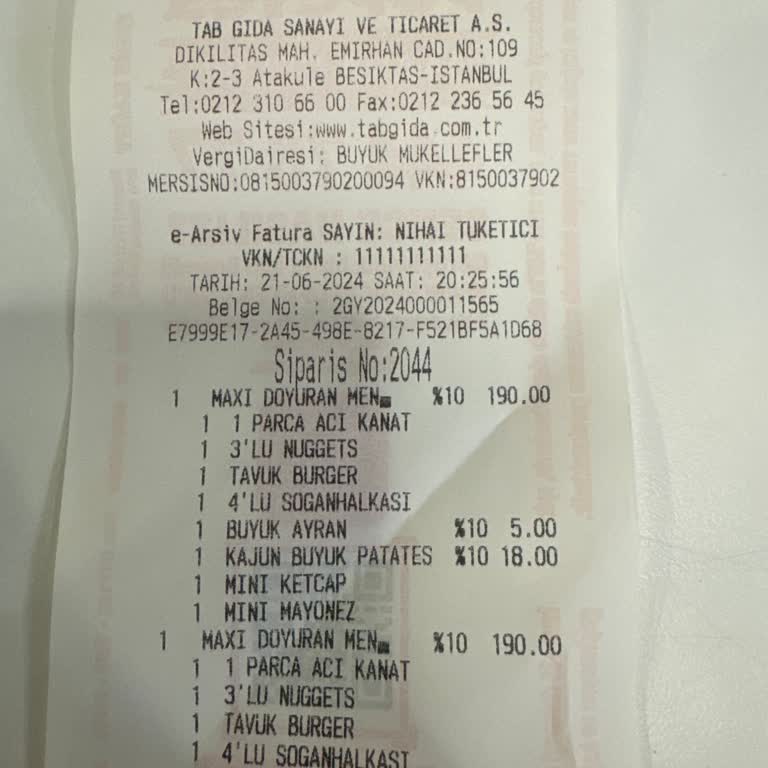 TAB GIDA SANAYI VE TICARET A.S.
DIKILITAS MAH. EMIRHAN CAD.NO:109
K:2-3 Atakule BESIKTAS-ISTANBUL
Tel:0212 310 66 00 Fax:0212 236 56 45
Web Sitesi:www.tabgida.com.tr
VergiDairesi: BUYUK MUKELLEFLER
MERSISNO:0815003790200094 VKN:8150037902
e-Arsiv Fatura SAYIN: NIHAI TUKETICI
VKN/TCKN : 11111111111
TARIH: 21-06-2024 SAAT: 20:25:56
Belge No: : 2GY2024000011565
E7999E17-2A45-498E-8217-F521BF5A1D68
Siparis No:2044
1 MAXI DOYURAN MEN %10 190.00
1 1 PARCA ACI KANAT
1 3'LU NUGGETS
1 TAVUK BURGER
1 4'LU SOGANHALKASI
1 BUYUK AYRAN %10 5.00
1 KAJUN BUYUK PATATES %10 18.00
1 MINI KETCAP
1 MINI MAYONEZ
1 MAXI DOYURAN MEN %10 190.00
1 1 PARCA ACI KANAT
1 3'LU NUGGETS
1 TAVUK BURGER
1 4'LU SOGANHALKASI